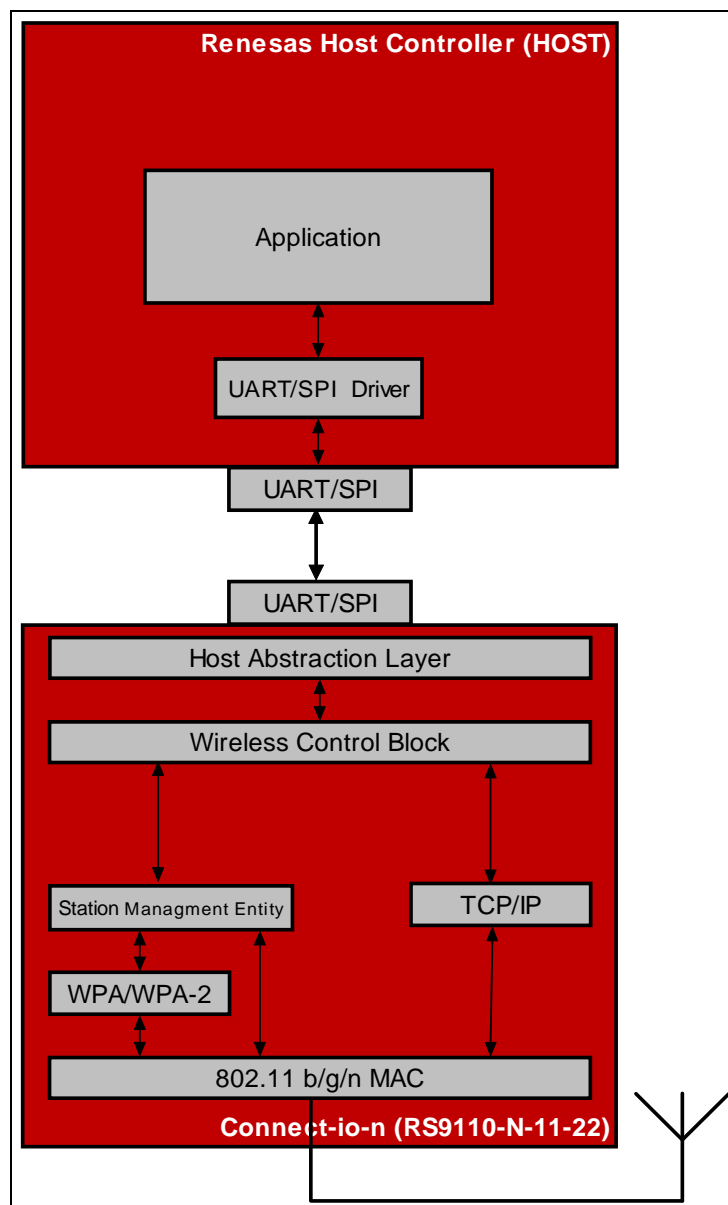 Renesas Host Controller (HOST)
Application
UART/SPI Driver
UART/SPI
UART/SPI
Host Abstraction Layer
Wireless Control Block
Station Managment Entity
TCP/IP
WPA/WPA-2
802.11 b/g/n MAC
Connect-io-n (RS9110-N-11-22)